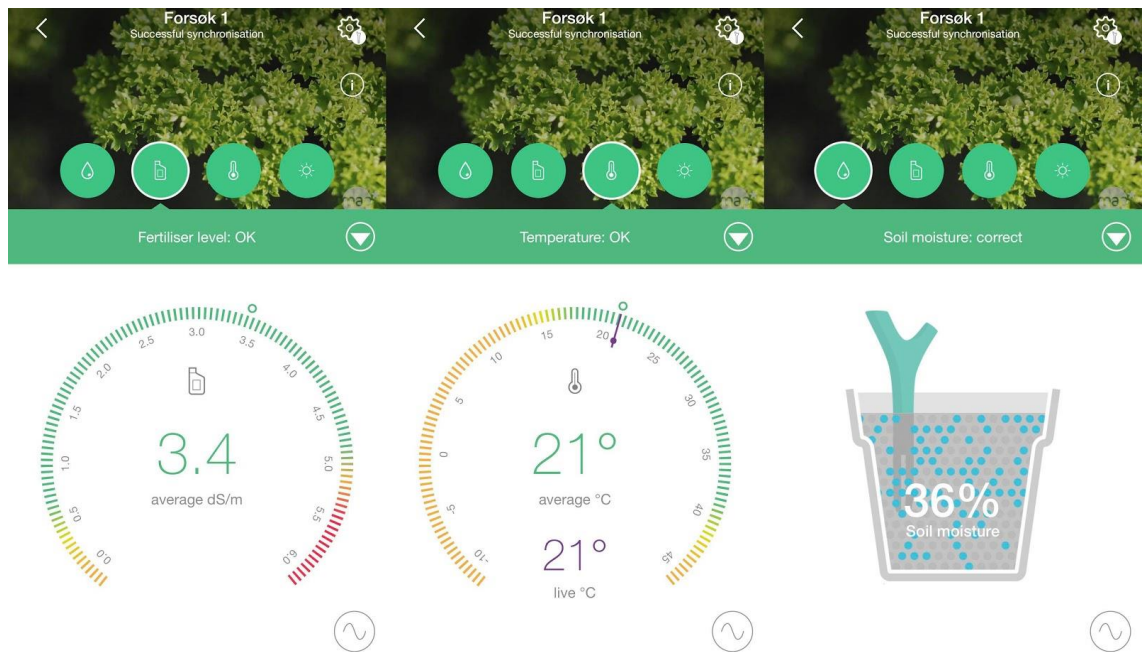 Forsøk 1
Successful synchronisation
Fertiliser level: OK
0.0
0.5
1.0
1.5
2.0
2.5
3.0
3.5
4.0
4.5
5.0
5.5
6.0
3.4
average dS/m
Forsøk 1
Successful synchronisation
Temperature: OK
-10
-5
0
5
10
15
20
25
30
35
40
45
21°
average °C
21°
live °C
Forsøk 1
Successful synchronisation
Soil moisture: correct
36%
Soil moisture